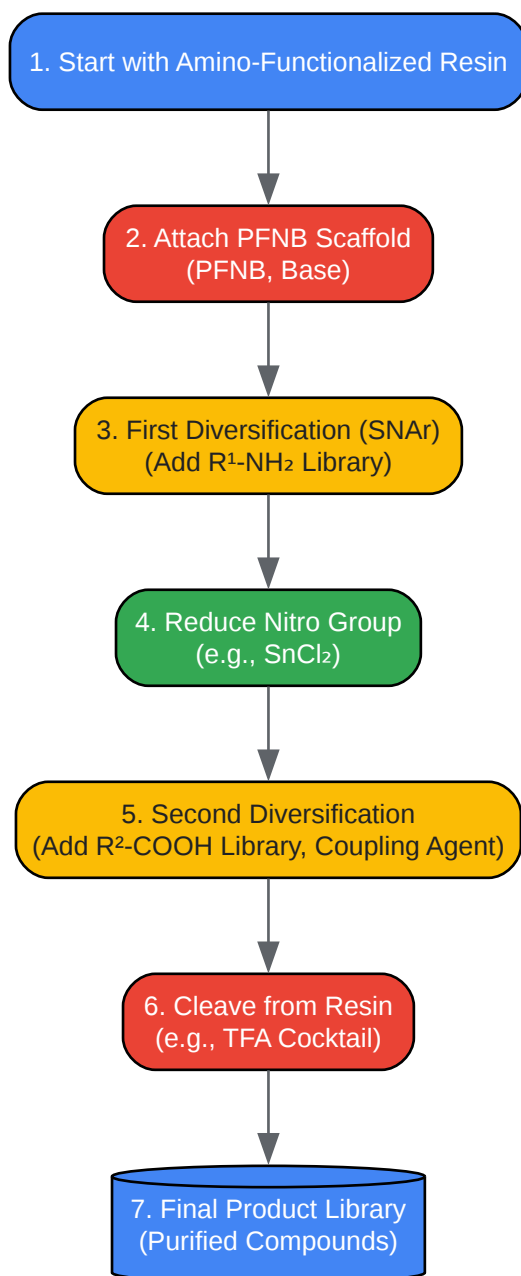 1. Start with Amino-Functionalized Resin
2. Attach PFNB Scaffold
(PFNB, Base)
3. First Diversification (SNAr)
(Add R¹-NH₂ Library)
4. Reduce Nitro Group
(e.g., SnCl₂)
5. Second Diversification
(Add R²-COOH Library, Coupling Agent)
6. Cleave from Resin
(e.g., TFA Cocktail)
7. Final Product Library
(Purified Compounds)